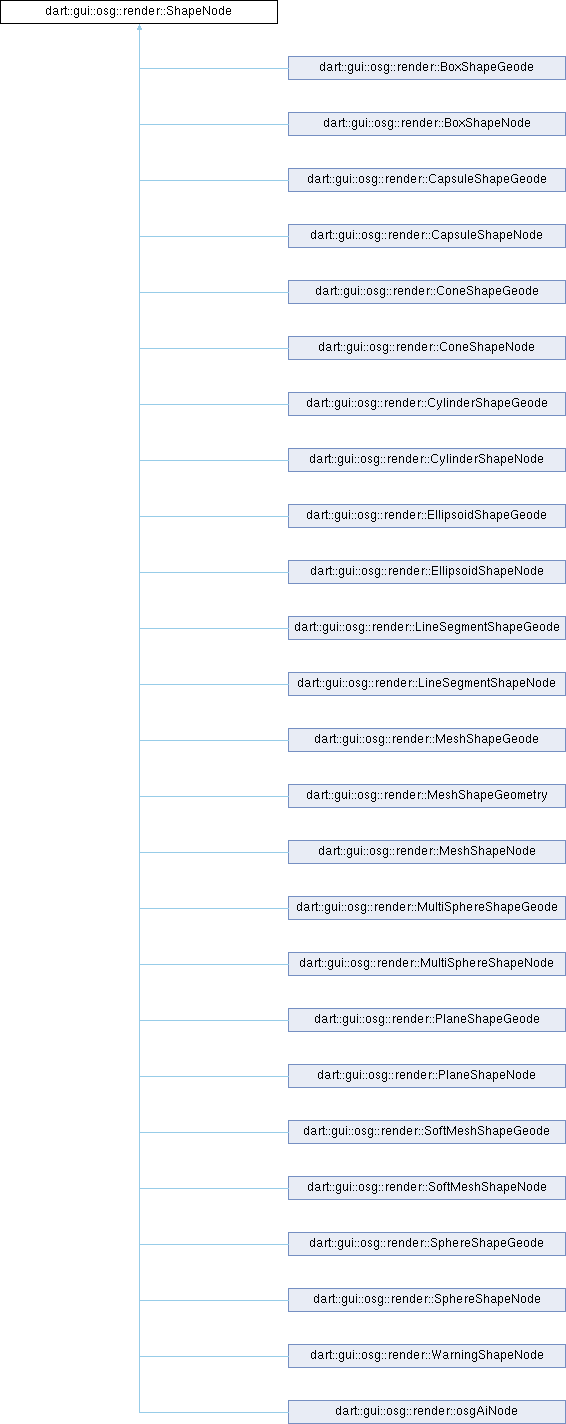 dart::gui::osg::render::ShapeNode
dart::gui::osg::render::BoxShapeGeode
dart::gui::osg::render::BoxShapeNode
dart::gui::osg::render::CapsuleShapeGeode
dart::gui::osg::render::CapsuleShapeNode
dart::gui::osg::render::ConeShapeGeode
dart::gui::osg::render::ConeShapeNode
dart::gui::osg::render::CylinderShapeGeode
dart::gui::osg::render::CylinderShapeNode
dart::gui::osg::render::EllipsoidShapeGeode
dart::gui::osg::render::EllipsoidShapeNode
dart::gui::osg::render::LineSegmentShapeGeode
dart::gui::osg::render::LineSegmentShapeNode
dart::gui::osg::render::MeshShapeGeode
dart::gui::osg::render::MeshShapeGeometry
dart::gui::osg::render::MeshShapeNode
dart::gui::osg::render::MultiSphereShapeGeode
dart::gui::osg::render::MultiSphereShapeNode
dart::gui::osg::render::PlaneShapeGeode
dart::gui::osg::render::PlaneShapeNode
dart::gui::osg::render::SoftMeshShapeGeode
dart::gui::osg::render::SoftMeshShapeNode
dart::gui::osg::render::SphereShapeGeode
dart::gui::osg::render::SphereShapeNode
dart::gui::osg::render::WarningShapeNode
dart::gui::osg::render::osgAiNode